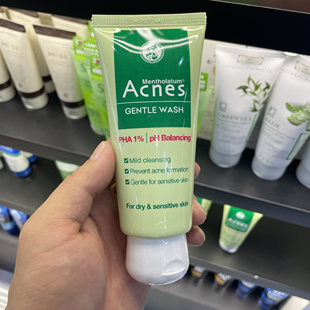 Mentholatum®
Acnes
GENTLE WASH
PHA 1% | pH Balancing
Mild cleansing
Prevent acne formation
Gentle for sensitive skin
For dry & sensitive skin